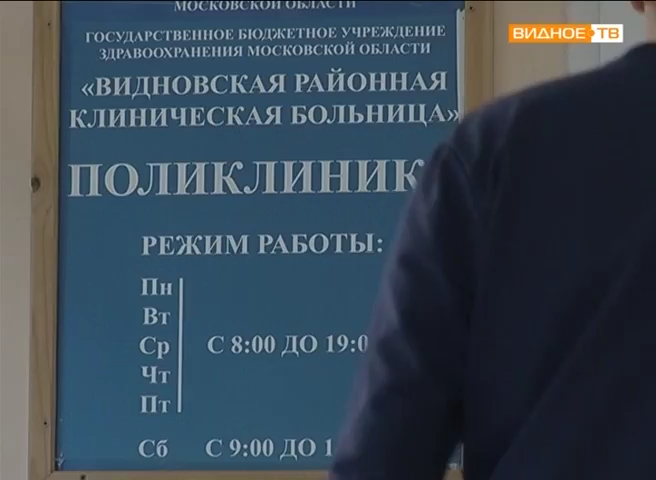 МОСКОВСКОЙ ОБЛАСТИ
ВИДНОЕ ТВ
ГОСУДАРСТВЕННОЕ БЮДЖЕТНОЕ УЧРЕЖДЕНИЕ
ЗДРАВООХРАНЕНИЯ МОСКОВСКОЙ ОБЛАСТИ
«ВИДНОВСКАЯ РАЙОННАЯ
КЛИНИЧЕСКАЯ БОЛЬНИЦА»
ПОЛИКЛИНИК
РЕЖИМ РАБОТЫ:
Пн
Вт
Ср С 8:00 ДО 19:0
Чт
Пт
Сб С 9:00 ДО 1